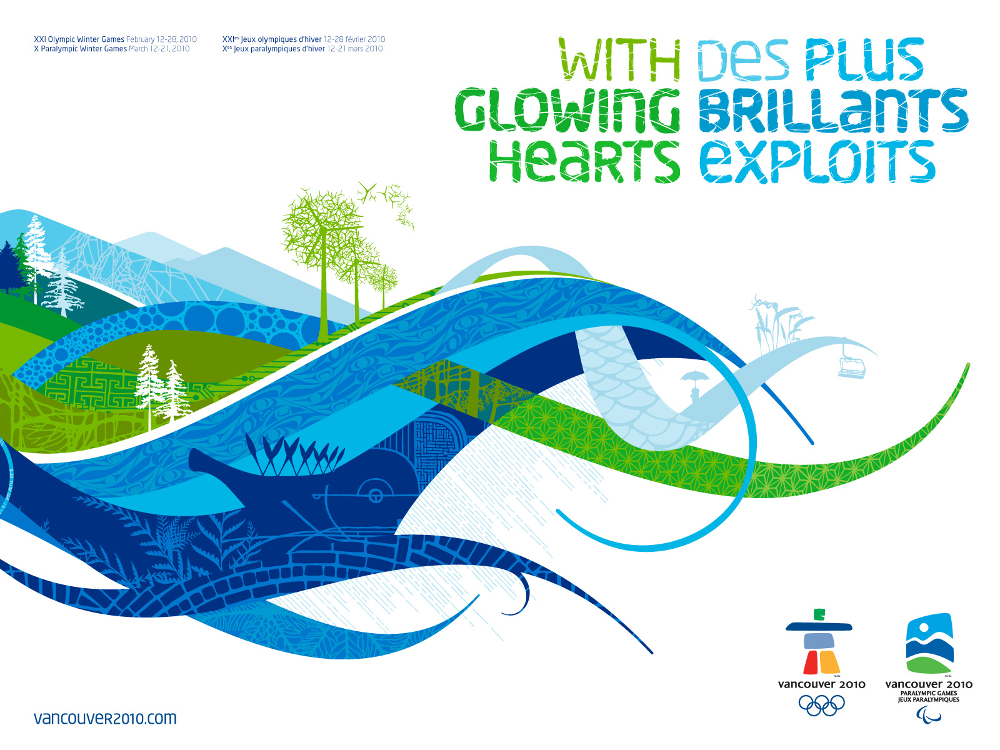 XXI Olympic Winter Games February 12-28, 2010
X Paralympic Winter Games March 12-21, 2010
XXIes Jeux olympiques d'hiver 12-28 février 2010
Xes Jeux paralympiques d'hiver 12-21 mars 2010
WITH
GLOWING
HEARTS
DES PLUS
BRILLANTS
EXPLOITS
vancouver 2010
vancouver 2010
PARALYMPIC GAMES
JEUX PARALYMPIQUES
vancouver2010.com